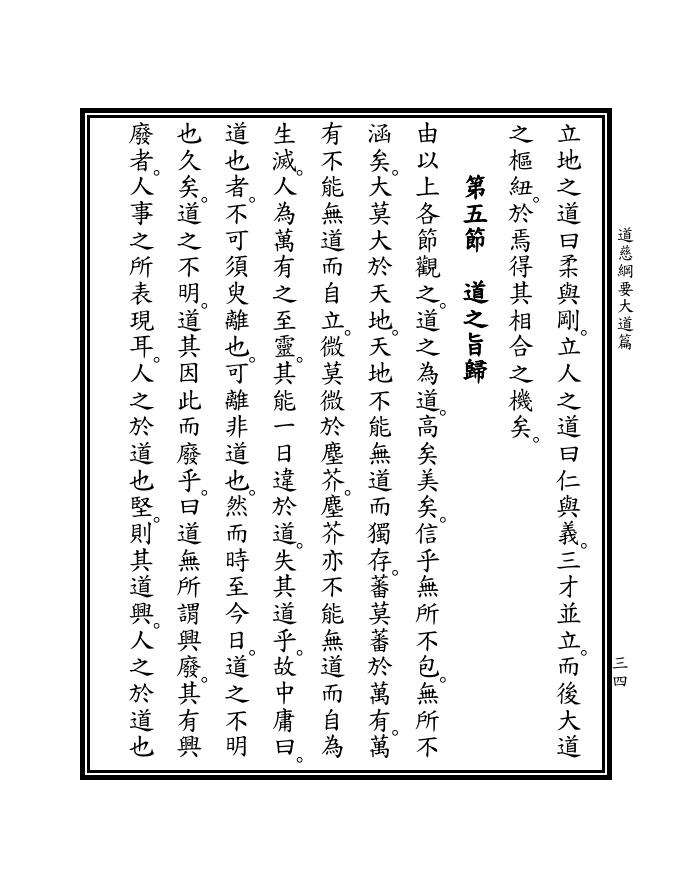 道慈綱要大道篇
三四
立地之道曰柔與剛。立人之道曰仁與義。三才並立。而後大道
之樞紐。於焉得其相合之機矣。
第五節　道之旨歸
由以上各節觀之。道之為道。高矣美矣。信乎無所不包。無所不
涵矣。大莫大於天地。天地不能無道而獨存。蕃莫蕃於萬有。萬
有不能無道而自立。微莫微於塵芥。塵芥亦不能無道而自為
生滅。人為萬有之至靈。其能一日違於道。失其道乎。故中庸曰。
道也者。不可須臾離也。可離非道也。然而時至今日。道之不明
也久矣。道之不明。道其因此而廢乎。曰道無所謂興廢。其有興
廢者。人事之所表現耳。人之於道也堅。則其道興。人之於道也